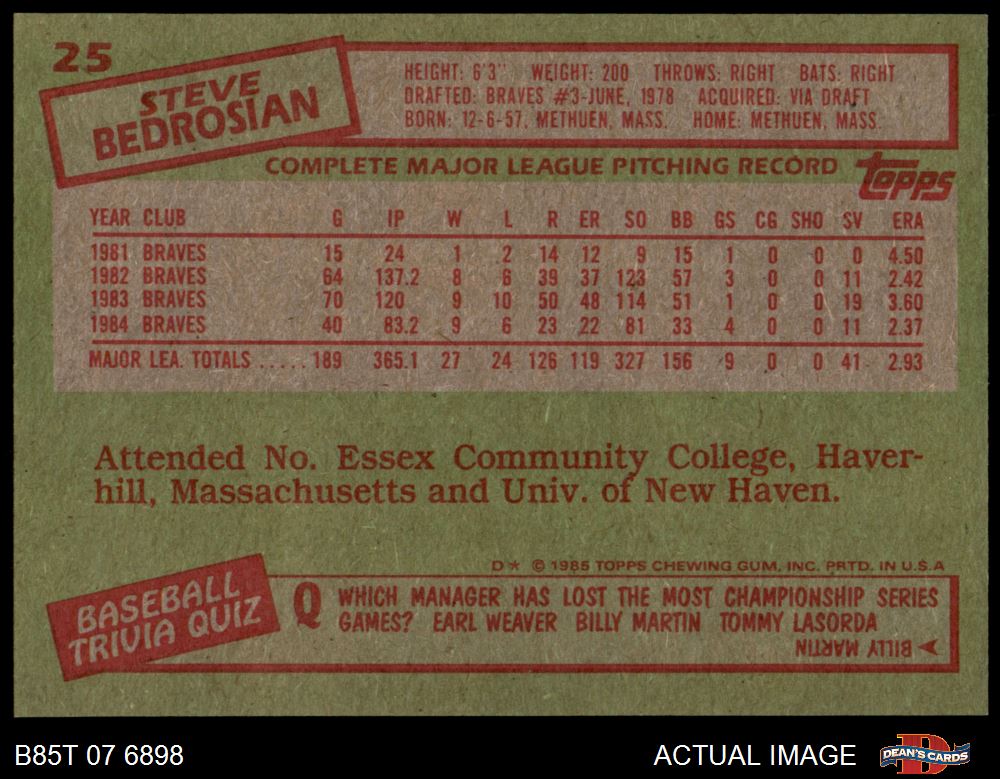 25
STEVE
BEDROSIAN
HEIGHT: 6'3" WEIGHT: 200 THROWS: RIGHT BATS: RIGHT
DRAFTED: BRAVES #3-JUNE, 1978 ACQUIRED: VIA DRAFT
BORN: 12-6-57, METHUEN, MASS. HOME: METHUEN, MASS.
COMPLETE MAJOR LEAGUE PITCHING RECORD
Topps
YEAR CLUB G IP W L R ER SO BB GS CG SHO SV ERA
1981 BRAVES 15 24 1 2 14 12 9 15 1 0 0 0 4.50
1982 BRAVES 64 137.2 8 6 39 37 123 57 3 0 0 11 2.42
1983 BRAVES 70 120 9 10 50 48 114 51 1 0 0 19 3.60
1984 BRAVES 40 83.2 9 6 23 22 81 33 4 0 0 11 2.37
MAJOR LEA. TOTALS ..... 189 365.1 27 24 126 119 327 156 9 0 0 41 2.93
Attended No. Essex Community College, Haver-
hill, Massachusetts and Univ. of New Haven.
D* © 1985 TOPPS CHEWING GUM, INC. PRTD. IN U.S.A
BASEBALL
TRIVIA QUIZ
Q WHICH MANAGER HAS LOST THE MOST CHAMPIONSHIP SERIES
GAMES? EARL WEAVER BILLY MARTIN TOMMY LASORDA
BILLY MARTIN
B85T 07 6898
ACTUAL IMAGE
D
DEAN'S CARDS